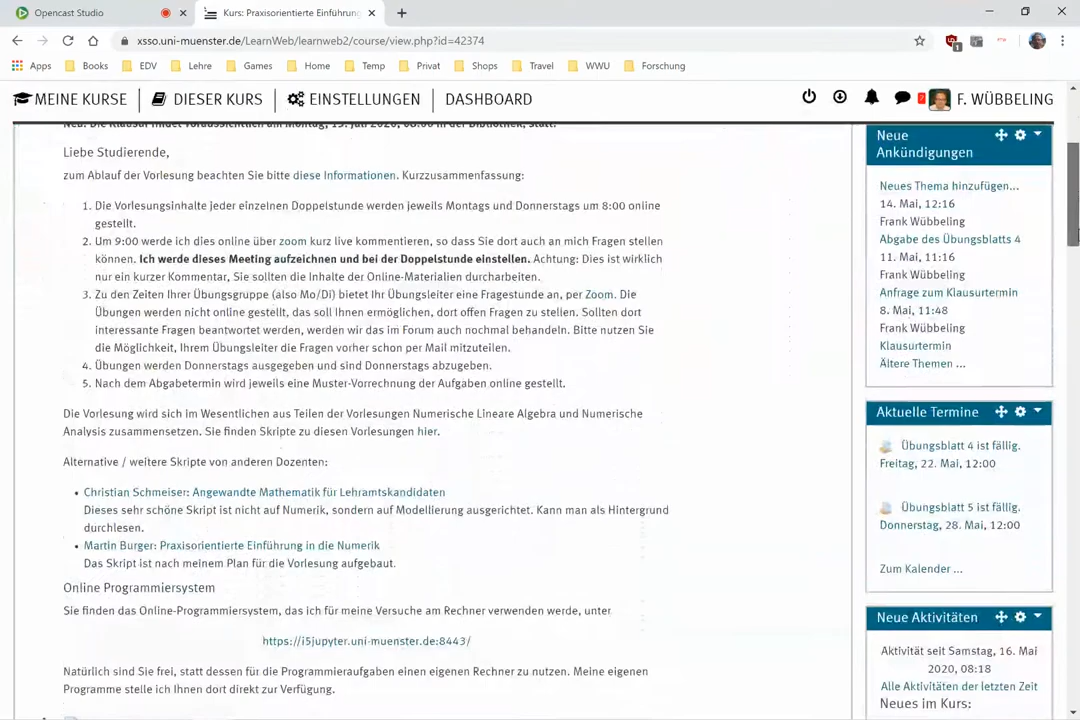 Opencast Studio
Kurs: Praxisorientierte Einführung
xsso.uni-muenster.de/LearnWeb/learnweb2/course/view.php?id=42374
Apps Books EDV Lehre Games Home Temp Privat Shops Travel WWU Forschung
MEINE KURSE DIESER KURS EINSTELLUNGEN DASHBOARD F. WÜBBELING
Neu: Die Klausur findet voraussichtlich am Montag, 2020, 08:00 in der Bibliothek, statt.
Liebe Studierende,
zum Ablauf der Vorlesung beachten Sie bitte diese Informationen. Kurzzusammenfassung:
1. Die Vorlesungsinhalte jeder einzelnen Doppelstunde werden jeweils Montags und Donnerstags um 8:00 online
gestellt.
2. Um 9:00 werde ich dies online über zoom kurz live kommentieren, so dass Sie dort auch an mich Fragen stellen
können. Ich werde dieses Meeting aufzeichnen und bei der Doppelstunde einstellen. Achtung: Dies ist wirklich
nur ein kurzer Kommentar, Sie sollten die Inhalte der Online-Materialien durcharbeiten.
3. Zu den Zeiten Ihrer Übungsgruppe (also Mo/Di) bietet Ihr Übungsleiter eine Fragestunde an, per Zoom. Die
Übungen werden nicht online gestellt, das soll Ihnen ermöglichen, dort offen Fragen zu stellen. Sollten dort
interessante Fragen beantwortet werden, werden wir das im Forum auch nochmal behandeln. Bitte nutzen Sie
die Möglichkeit, Ihrem Übungsleiter die Fragen vorher schon per Mail mitzuteilen.
4. Übungen werden Donnerstags ausgegeben und sind Donnerstags abzugeben.
5. Nach dem Abgabetermin wird jeweils eine Muster-Vorrechnung der Aufgaben online gestellt.
Die Vorlesung wird sich im Wesentlichen aus Teilen der Vorlesungen Numerische Lineare Algebra und Numerische
Analysis zusammensetzen. Sie finden Skripte zu diesen Vorlesungen hier.
Alternative / weitere Skripte von anderen Dozenten:
• Christian Schmeiser: Angewandte Mathematik für Lehramtskandidaten
Dieses sehr schöne Skript ist nicht auf Numerik, sondern auf Modellierung ausgerichtet. Kann man als Hintergrund
durchlesen.
• Martin Burger: Praxisorientierte Einführung in die Numerik
Das Skript ist nach meinem Plan für die Vorlesung aufgebaut.
Online Programmiersystem
Sie finden das Online-Programmiersystem, das ich für meine Versuche am Rechner verwenden werde, unter
https://i5jupyter.uni-muenster.de:8443/
Natürlich sind Sie frei, statt dessen für die Programmieraufgaben einen eigenen Rechner zu nutzen. Meine eigenen
Programme stelle ich Ihnen dort direkt zur Verfügung.
Neue
Ankündigungen
Neues Thema hinzufügen...
14. Mai, 12:16
Frank Wübbeling
Abgabe des Übungsblatts 4
11. Mai, 11:16
Frank Wübbeling
Anfrage zum Klausurtermin
8. Mai, 11:48
Frank Wübbeling
Klausurtermin
Ältere Themen ...
Aktuelle Termine
Übungsblatt 4 ist fällig.
Freitag, 22. Mai, 12:00
Übungsblatt 5 ist fällig.
Donnerstag, 28. Mai, 12:00
Zum Kalender ...
Neue Aktivitäten
Aktivität seit Samstag, 16. Mai
2020, 08:18
Alle Aktivitäten der letzten Zeit
Neues im Kurs: